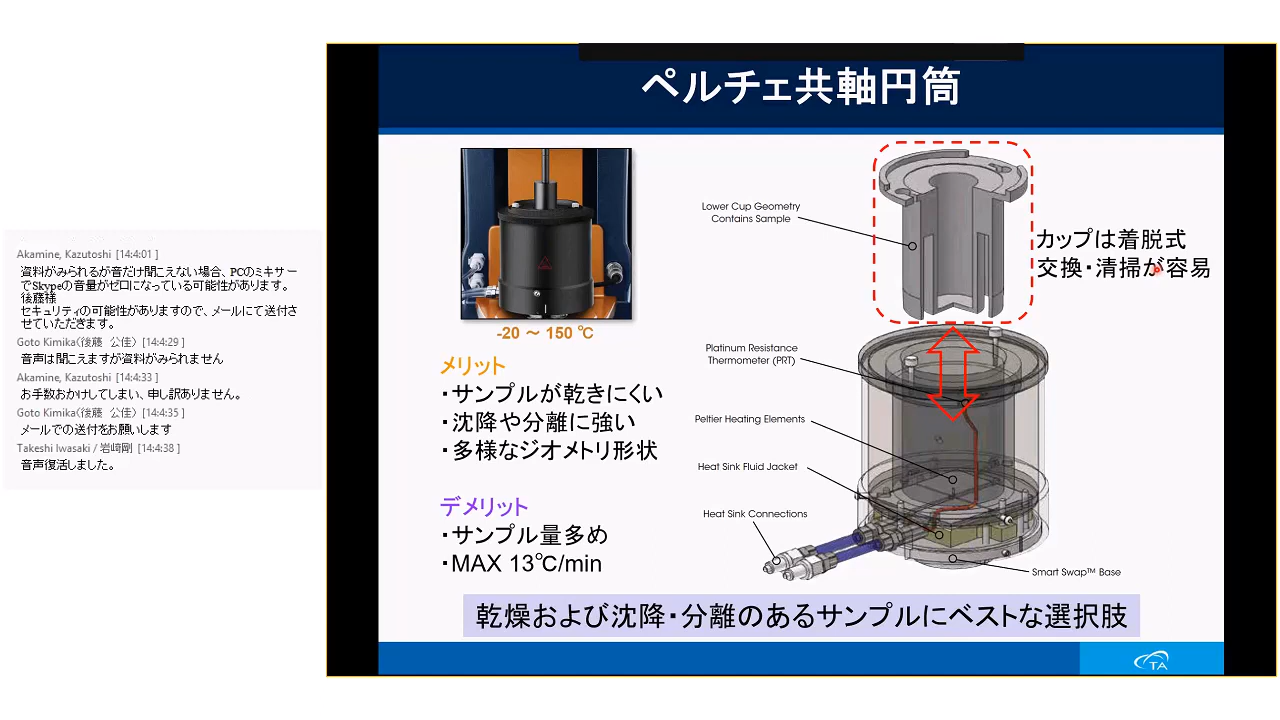 Akamine, Kazutoshi [14:4:01 ]
資料がみられるが音だけ聞こえない場合、PCのミキサー
でSkypeの音量がゼロになっている可能性があります。
後藤様
セキュリティの可能性がありますので、メールにて送付さ
せていただきます。
Goto Kimika(後藤 公佳) [14:4:29 ]
音声は聞こえますが資料がみられません
Akamine, Kazutoshi [14:4:33 ]
お手数おかけしてしまい、申し訳ありません。
Goto Kimika(後藤 公佳) [14:4:35 ]
メールでの送付をお願いします
Takeshi Iwasaki / 岩﨑剛 [14:4:38 ]
音声復活しました。
ペルチェ共軸円筒
-20 ～ 150 ℃
メリット
・サンプルが乾きにくい
・沈降や分離に強い
・多様なジオメトリ形状
デメリット
・サンプル量多め
・MAX 13℃/min
Lower Cup Geometry
Contains Sample
カップは着脱式
交換・清掃が容易
Platinum Resistance
Thermometer (PRT)
Peltier Heating Elements
Heat Sink Fluid Jacket
Heat Sink Connections
Smart Swap™ Base
乾燥および沈降・分離のあるサンプルにベストな選択肢
TA